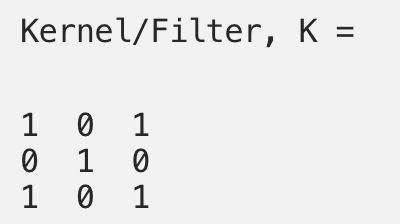 Kernel/Filter, K =
1 0 1
0 1 0
1 0 1